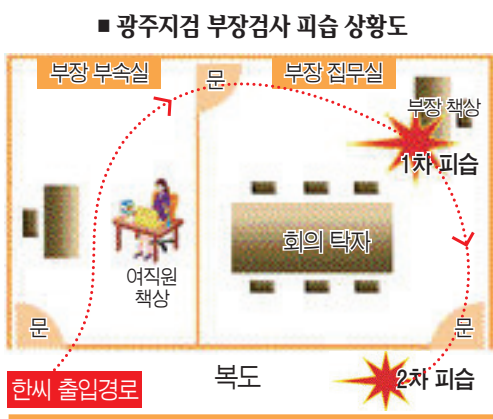 ■ 광주지검 부장검사 피습 상황도
부장 부속실
문
부장 집무실
부장 책상
1차 피습
회의 탁자
여직원
책상
문
문
한씨 출입경로
복도
2차 피습